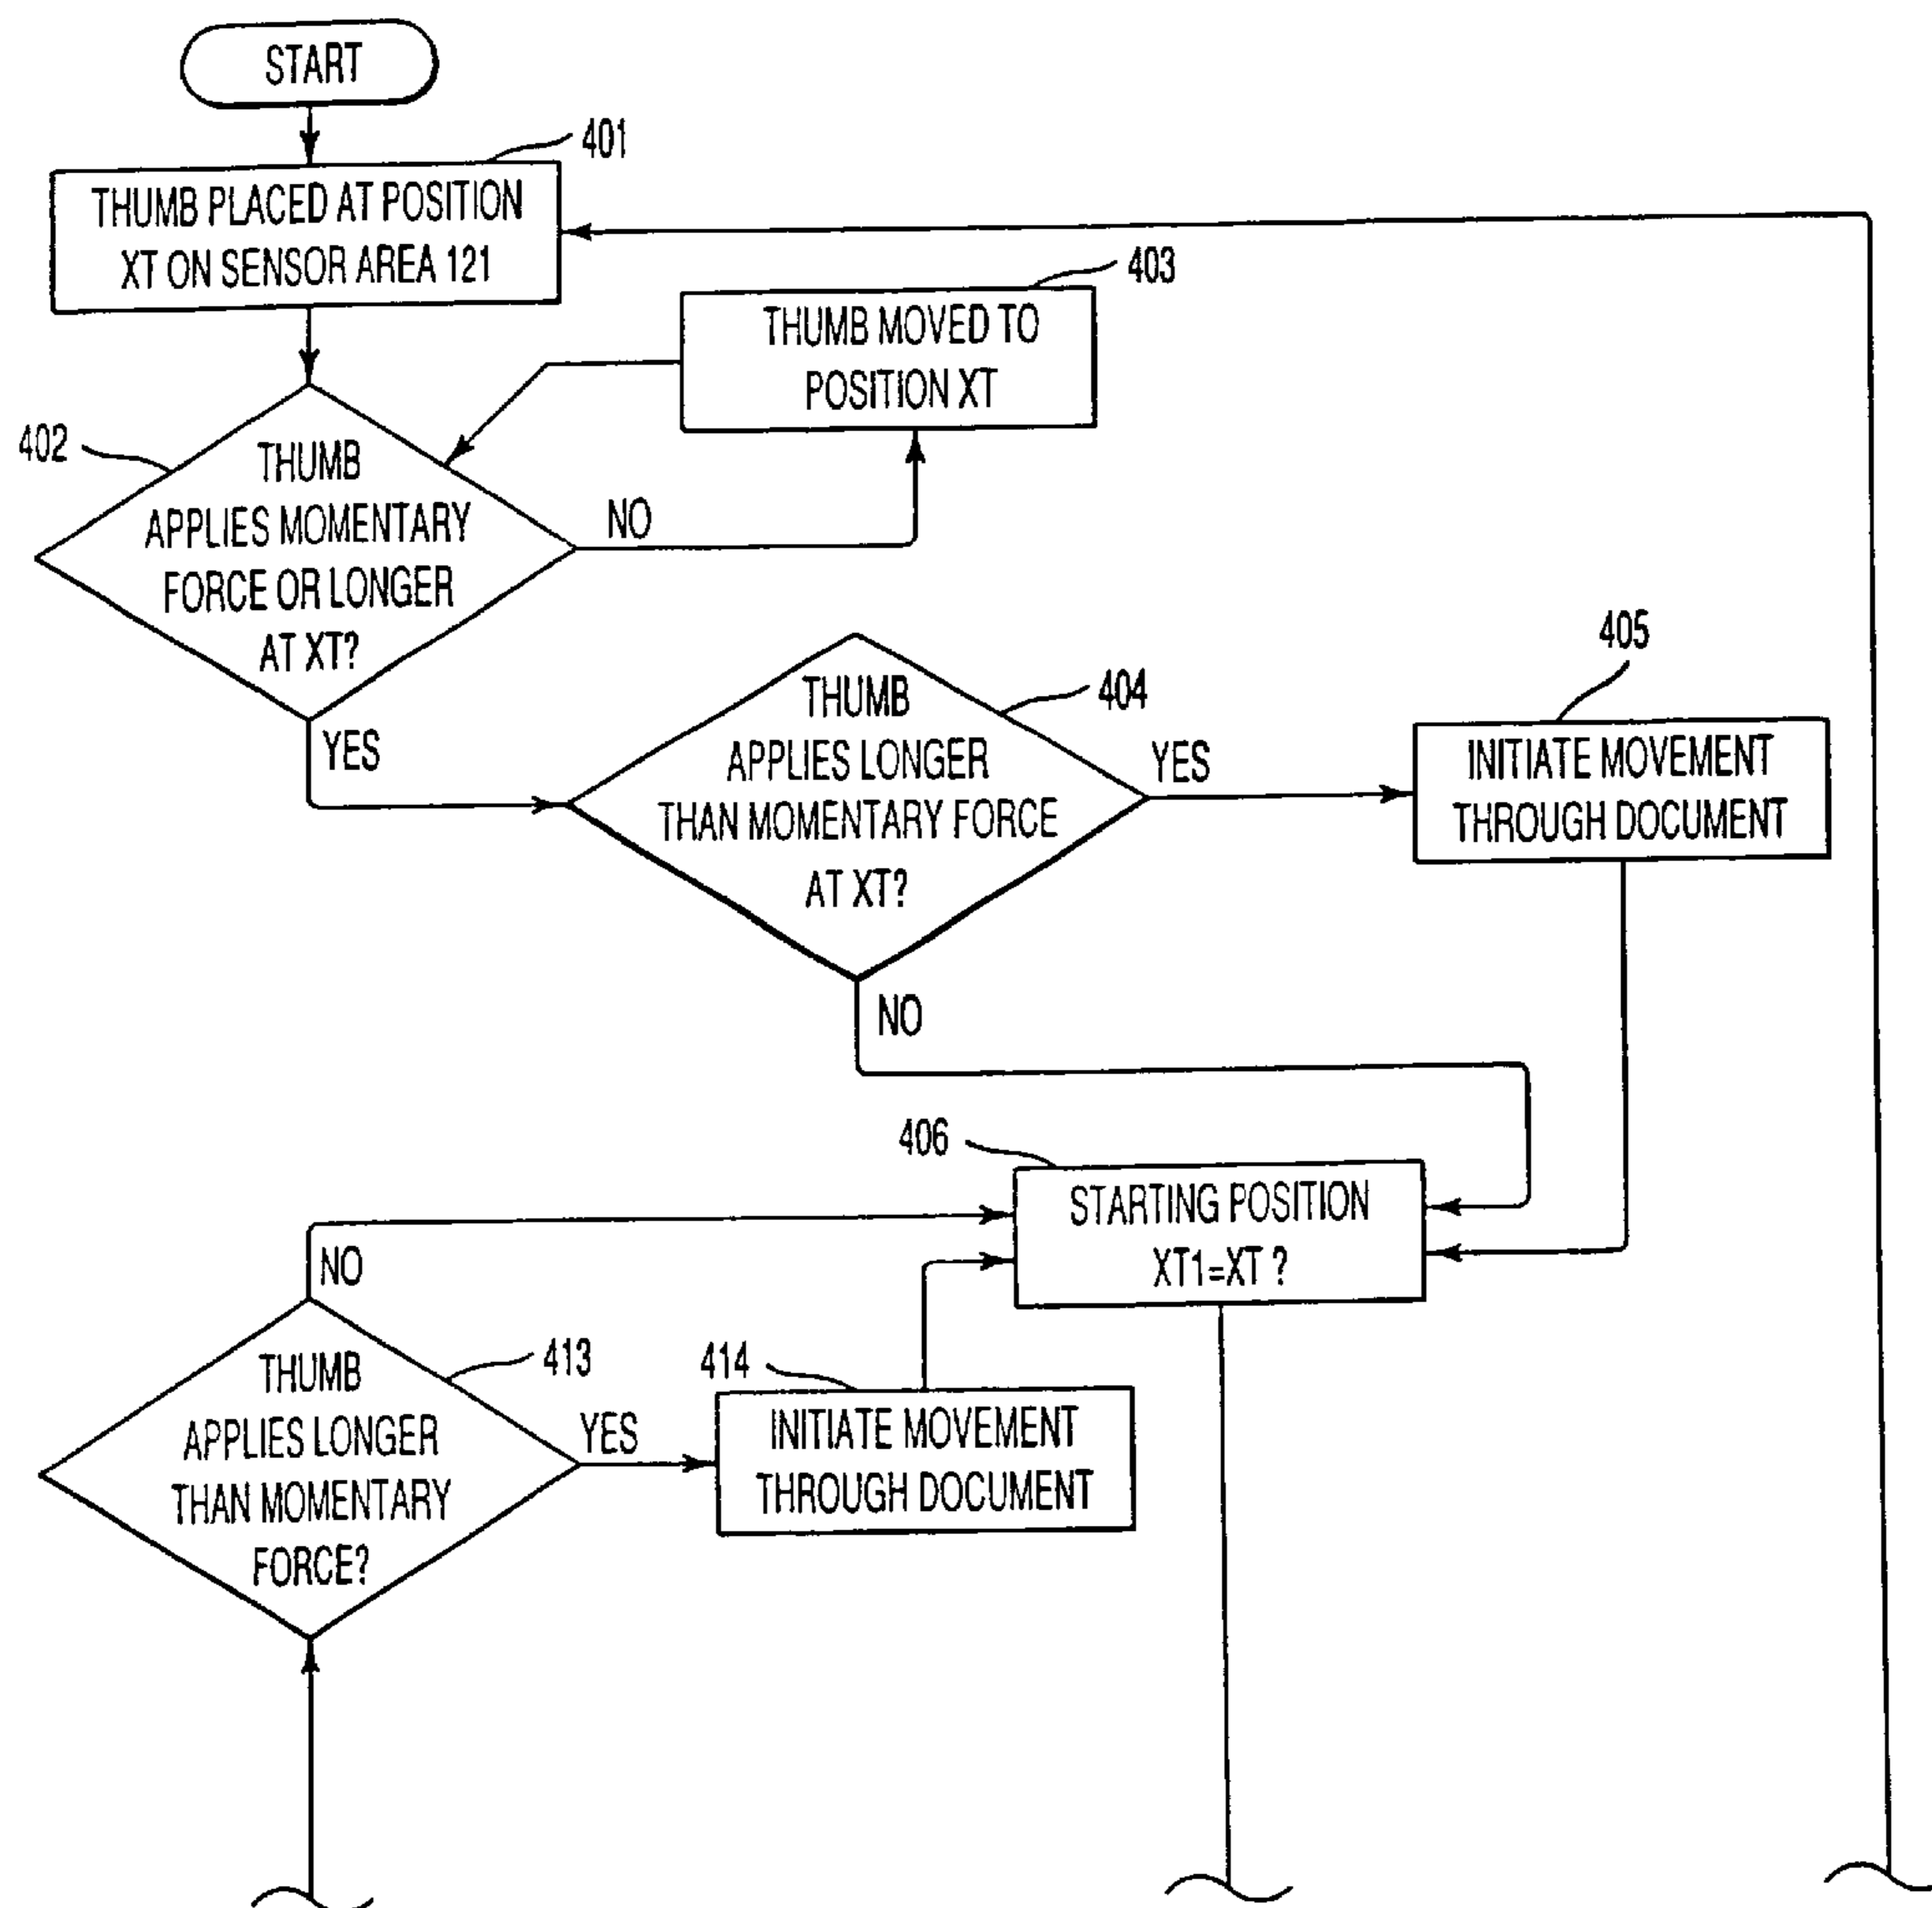 START
401
THUMB PLACED AT POSITION
XT ON SENSOR AREA 121
403
THUMB MOVED TO
POSITION XT
402
THUMB
APPLIES MOMENTARY
FORCE OR LONGER
AT XT?
NO
YES
404
THUMB
APPLIES LONGER
THAN MOMENTARY FORCE
AT XT?
YES
405
INITIATE MOVEMENT
THROUGH DOCUMENT
NO
406
STARTING POSITION
XT1=XT ?
NO
413
THUMB
APPLIES LONGER
THAN MOMENTARY
FORCE?
YES
414
INITIATE MOVEMENT
THROUGH DOCUMENT